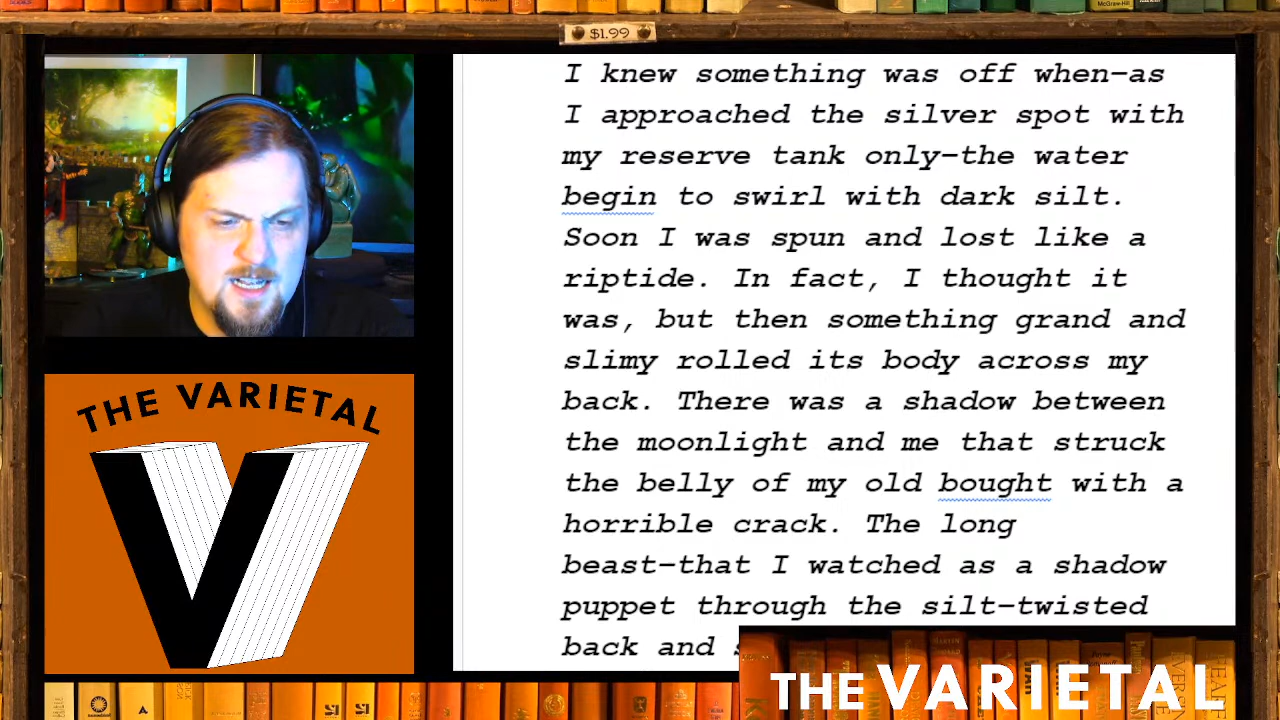 McGraw-Hill
$1.99
I knew something was off when-as
I approached the silver spot with
my reserve tank only-the water
begin to swirl with dark silt.
Soon I was spun and lost like a
riptide. In fact, I thought it
was, but then something grand and
slimy rolled its body across my
back. There was a shadow between
the moonlight and me that struck
the belly of my old bought with a
horrible crack. The long
beast-that I watched as a shadow
puppet through the silt-twisted
back and
THE VARIETAL
THE VARIETAL